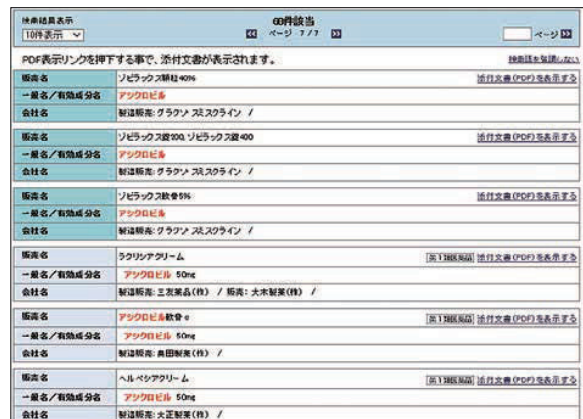 検索結果表示
60件該当
10件表示
ページ 7 / 7
ページ
PDF表示リンクを押下する事で、添付文書が表示されます。
検索語を強調しない
販売名 ゾビラックス顆粒40% 添付文書(PDF)を表示する
一般名/有効成分名 アシクロビル
会社名 製造販売:グラクソ スミスクライン /
販売名 ゾビラックス錠200,ゾビラックス錠400 添付文書(PDF)を表示する
一般名/有効成分名 アシクロビル
会社名 製造販売:グラクソ スミスクライン /
販売名 ゾビラックス軟膏5% 添付文書(PDF)を表示する
一般名/有効成分名 アシクロビル
会社名 製造販売:グラクソ スミスクライン /
販売名 ラクリシアクリーム 第1類医薬品 添付文書(PDF)を表示する
一般名/有効成分名 アシクロビル 50mg
会社名 製造販売:三友薬品(株) / 販売:大木製薬(株) /
販売名 アシクロビル軟膏α 第1類医薬品 添付文書(PDF)を表示する
一般名/有効成分名 アシクロビル 50mg
会社名 製造販売:奥田製薬(株) /
販売名 ヘルペシアクリーム 第1類医薬品 添付文書(PDF)を表示する
一般名/有効成分名 アシクロビル 50mg
会社名 製造販売:大正製薬(株) /